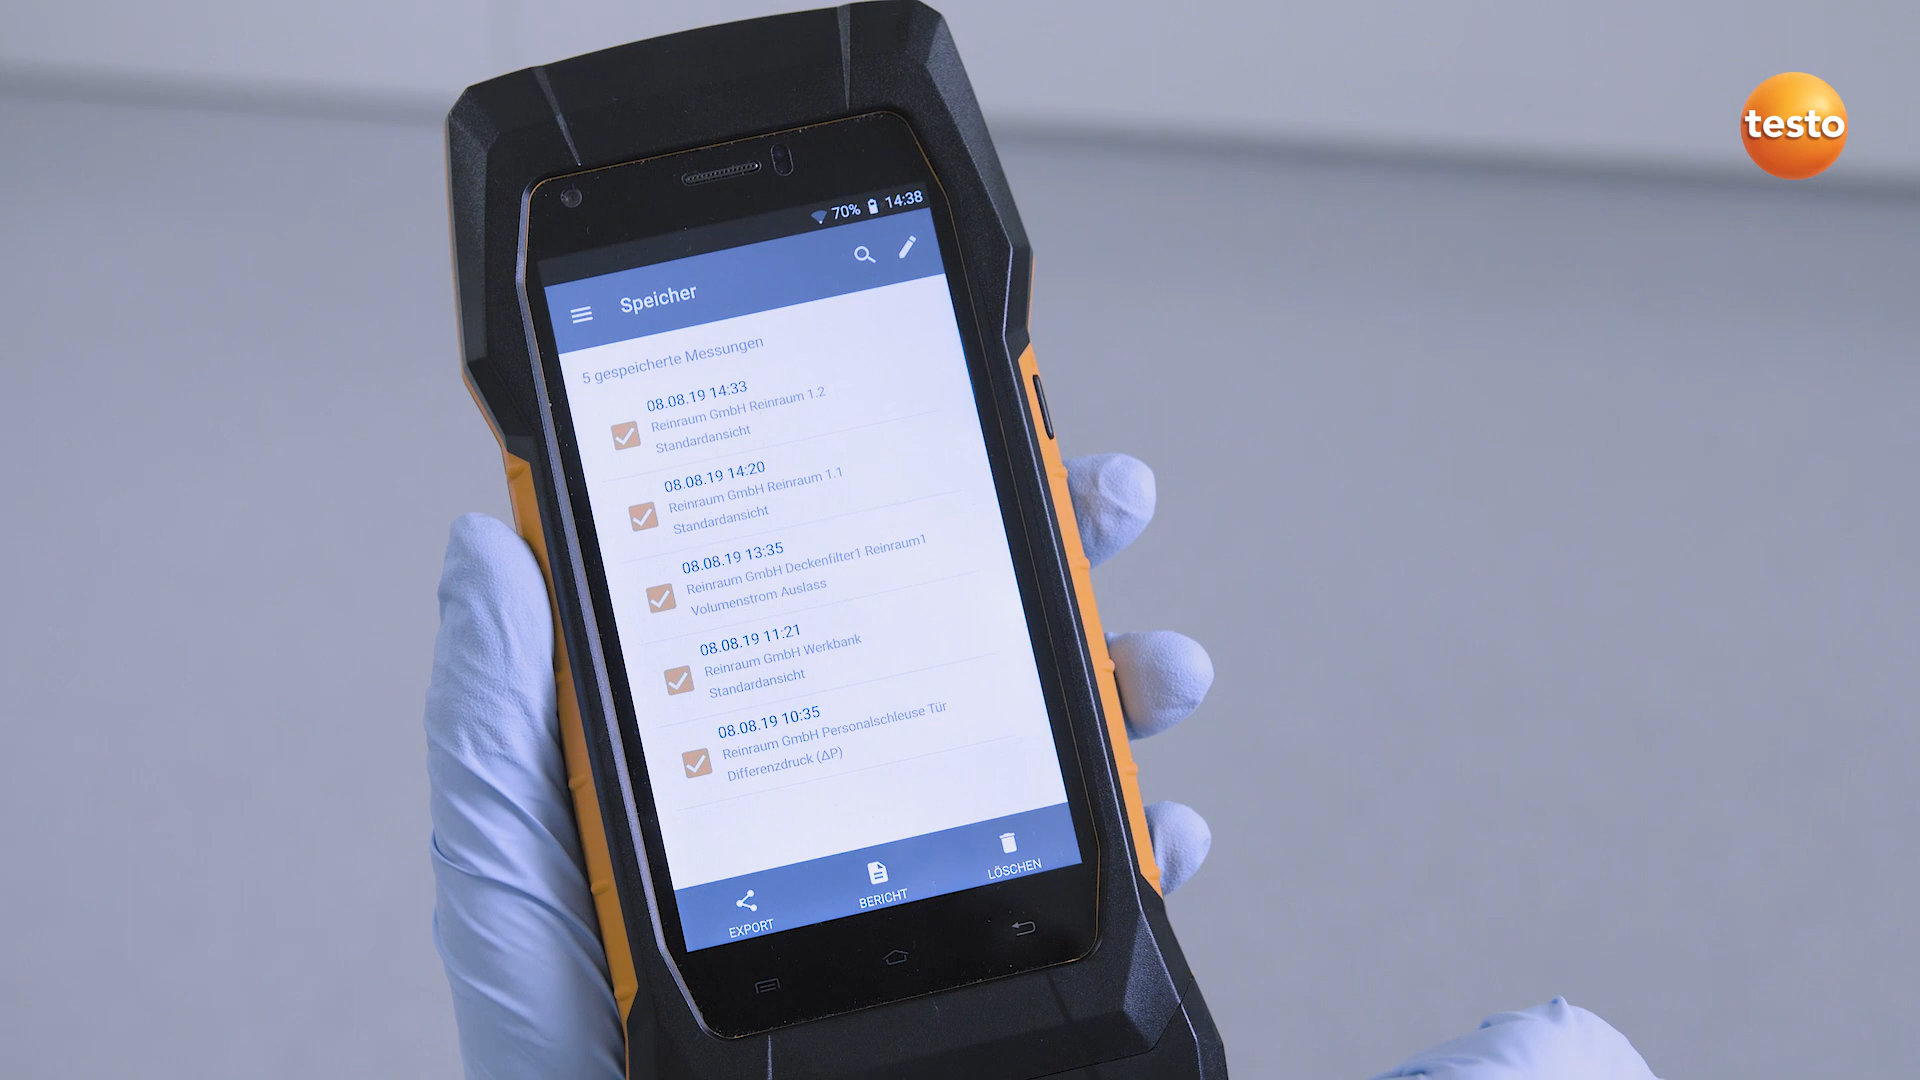 testo
70% 14:38
Speicher
5 gespeicherte Messungen
08.08.19 14:33
Reinraum GmbH Reinraum 1.2
Standardansicht
08.08.19 14:20
Reinraum GmbH Reinraum 1.1
Standardansicht
08.08.19 13:35
Reinraum GmbH Deckenfilter1 Reinraum1
Volumenstrom Auslass
08.08.19 11:21
Reinraum GmbH Werkbank
Standardansicht
08.08.19 10:35
Reinraum GmbH Personalschleuse Tür
Differenzdruck (ΔP)
EXPORT
BERICHT
LÖSCHEN